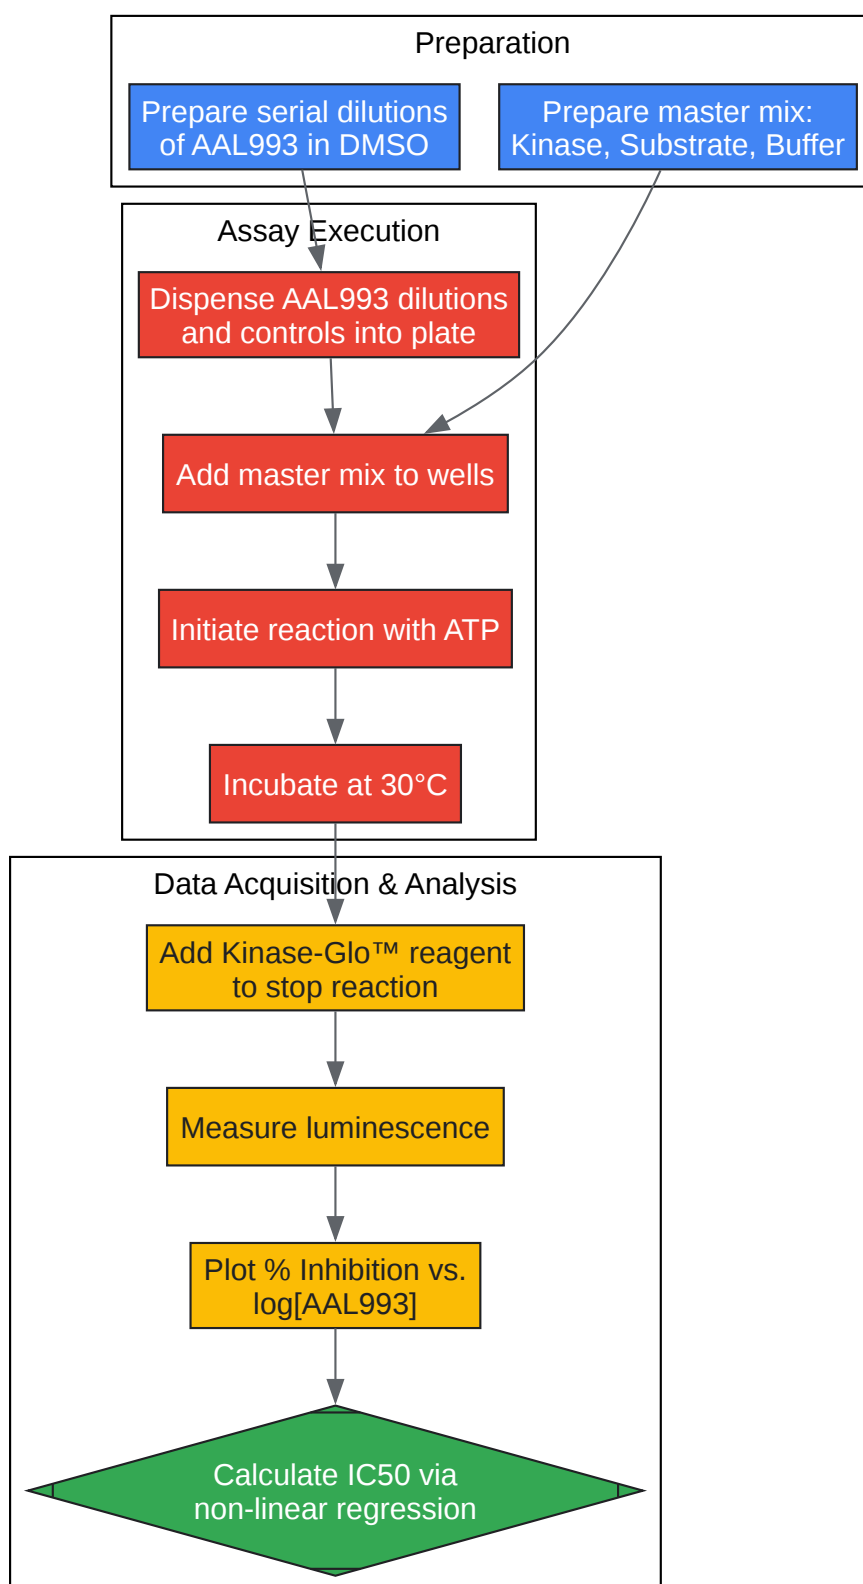 Preparation
Prepare serial dilutions
of AAL993 in DMSO
Prepare master mix:
Kinase, Substrate, Buffer
Assay Execution
Dispense AAL993 dilutions
and controls into plate
Add master mix to wells
Initiate reaction with ATP
Incubate at 30°C
Data Acquisition & Analysis
Add Kinase-Glo™ reagent
to stop reaction
Measure luminescence
Plot % Inhibition vs.
log[AAL993]
Calculate IC50 via
non-linear regression